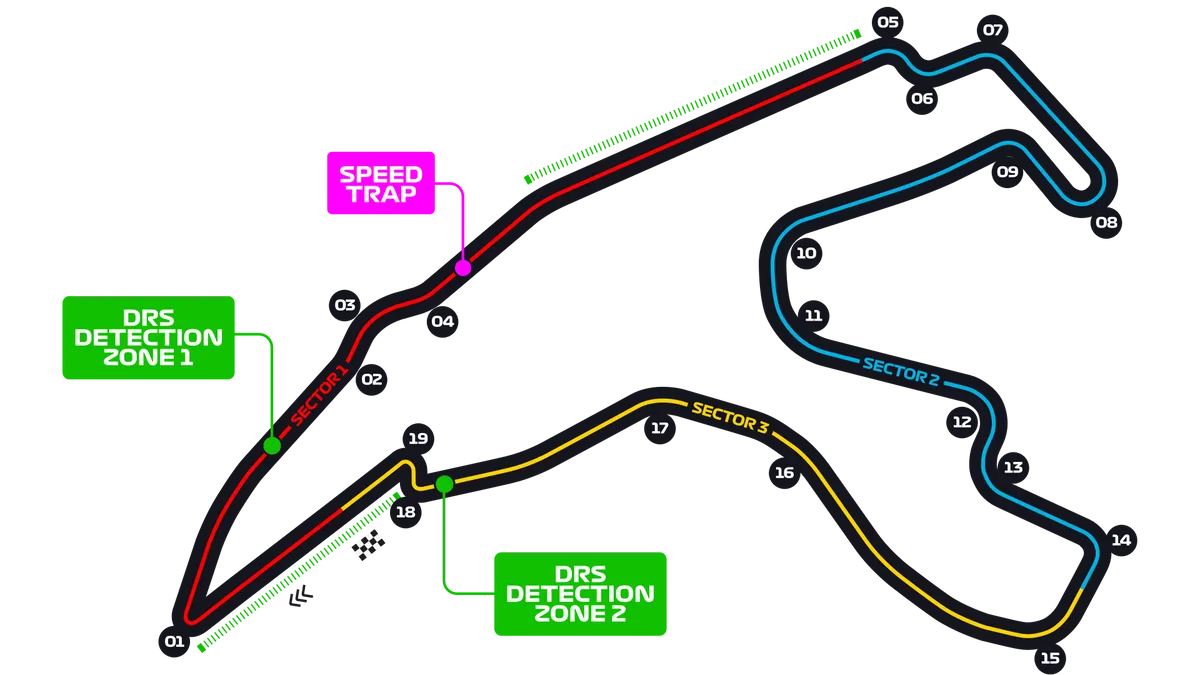 05
07
06
SPEED
TRAP
09
08
10
03
04
11
DRS
DETECTION
ZONE 1
02
SECTOR 1
SECTOR 2
12
SECTOR 3
17
19
16
13
18
14
DRS
DETECTION
ZONE 2
01
15